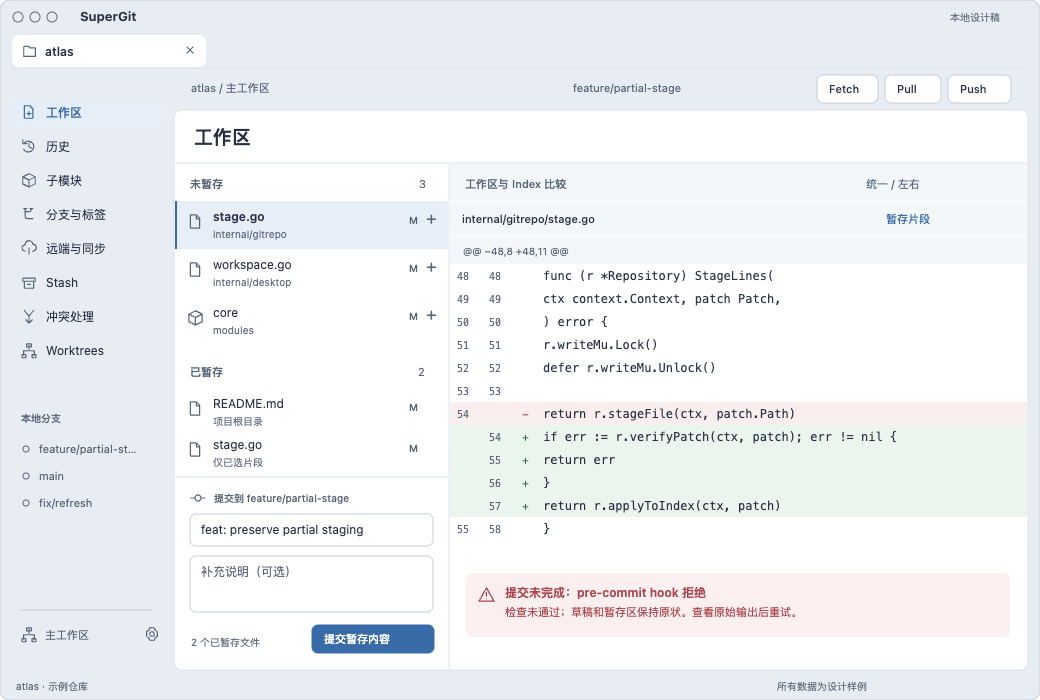 SuperGit
本地设计稿
atlas
atlas / 主工作区
feature/partial-stage
Fetch
Pull
Push
工作区
历史
子模块
分支与标签
远端与同步
Stash
冲突处理
Worktrees
本地分支
feature/partial-st...
main
fix/refresh
主工作区
工作区
未暂存 3
stage.go M +
internal/gitrepo
workspace.go M +
internal/desktop
core M +
modules
已暂存 2
README.md M
项目根目录
stage.go M
仅已选片段
提交到 feature/partial-stage
feat: preserve partial staging
补充说明（可选）
2 个已暂存文件
提交暂存内容
工作区与 Index 比较
统一 / 左右
internal/gitrepo/stage.go
暂存片段
@@ −48,8 +48,11 @@
48 48 func (r *Repository) StageLines(
49 49 ctx context.Context, patch Patch,
50 50 ) error {
51 51 r.writeMu.Lock()
52 52 defer r.writeMu.Unlock()
53 53
54 − return r.stageFile(ctx, patch.Path)
54 + if err := r.verifyPatch(ctx, patch); err != nil {
55 + return err
56 + }
57 + return r.applyToIndex(ctx, patch)
55 58 }
提交未完成：pre-commit hook 拒绝
检查未通过；草稿和暂存区保持原状。查看原始输出后重试。
atlas · 示例仓库
所有数据为设计样例